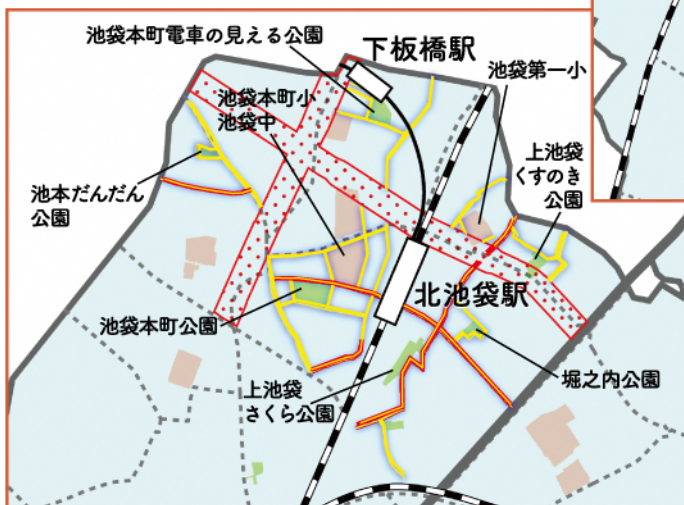 池袋本町電車の見える公園
下板橋駅
池袋第一小
池袋本町小
池袋中
上池袋
くすのき
公園
池本だんだん
公園
北池袋駅
池袋本町公園
堀之内公園
上池袋
さくら公園